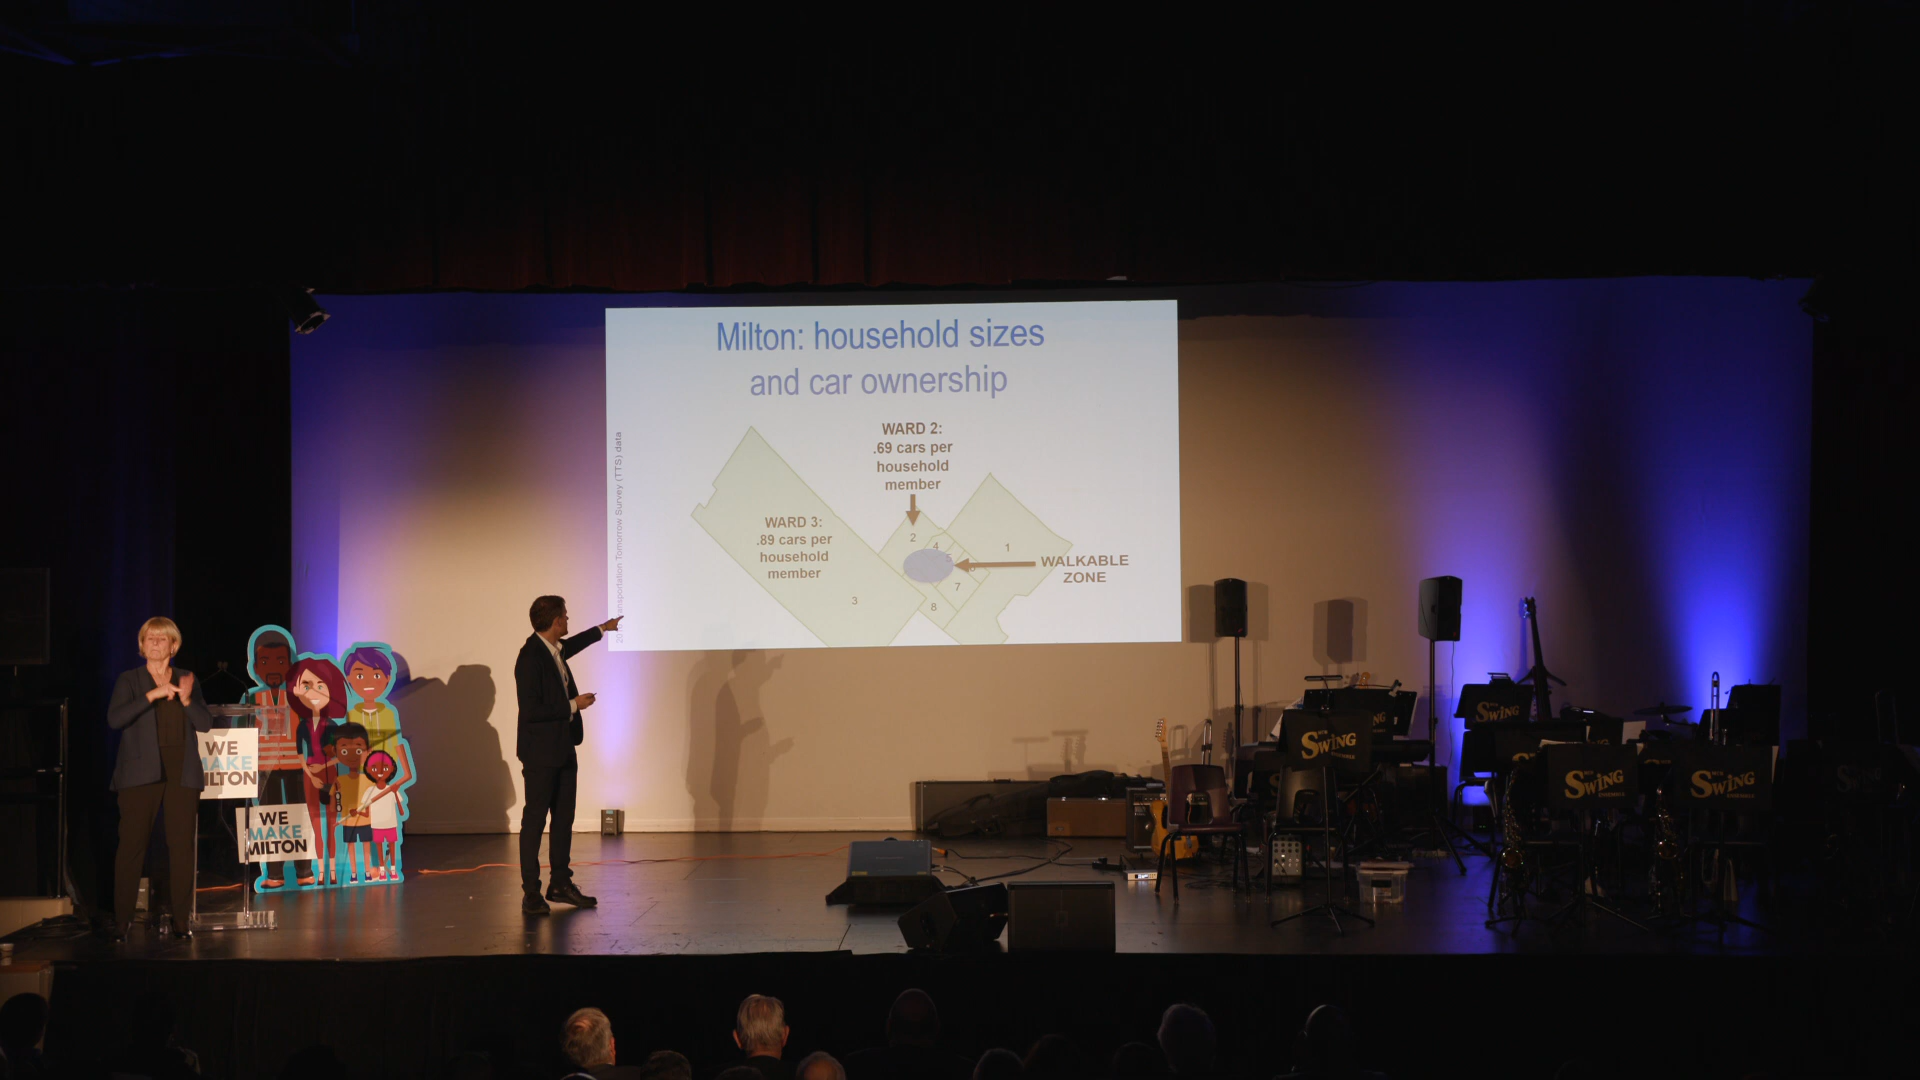 Milton: household sizes
and car ownership
WARD 2:
.69 cars per
household
member
WARD 3:
.89 cars per
household
member
WALKABLE
ZONE
2
4
1
7
3
8
Transportation Tomorrow Survey (TTS) data
WE
MAKE
MILTON
WE
MAKE
MILTON
SWING
SWING
SWING
SWING